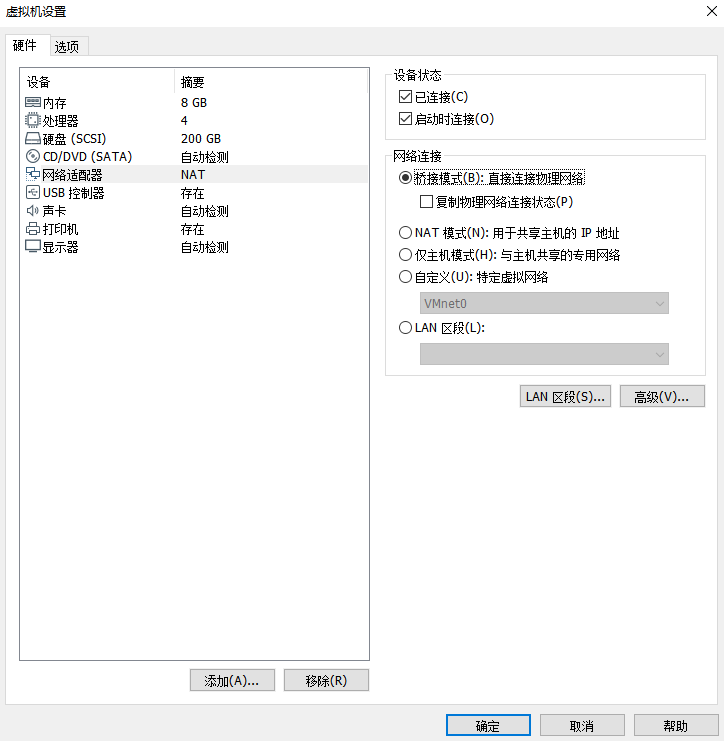 虚拟机设置
硬件 选项
设备 摘要
内存 8 GB
处理器 4
硬盘 (SCSI) 200 GB
CD/DVD (SATA) 自动检测
网络适配器 NAT
USB 控制器 存在
声卡 自动检测
打印机 存在
显示器 自动检测
添加(A)... 移除(R)
设备状态
已连接(C)
启动时连接(O)
网络连接
桥接模式(B): 直接连接物理网络
复制物理网络连接状态(P)
NAT 模式(N): 用于共享主机的 IP 地址
仅主机模式(H): 与主机共享的专用网络
自定义(U): 特定虚拟网络
VMnet0
LAN 区段(L):
LAN 区段(S)... 高级(V)...
确定 取消 帮助